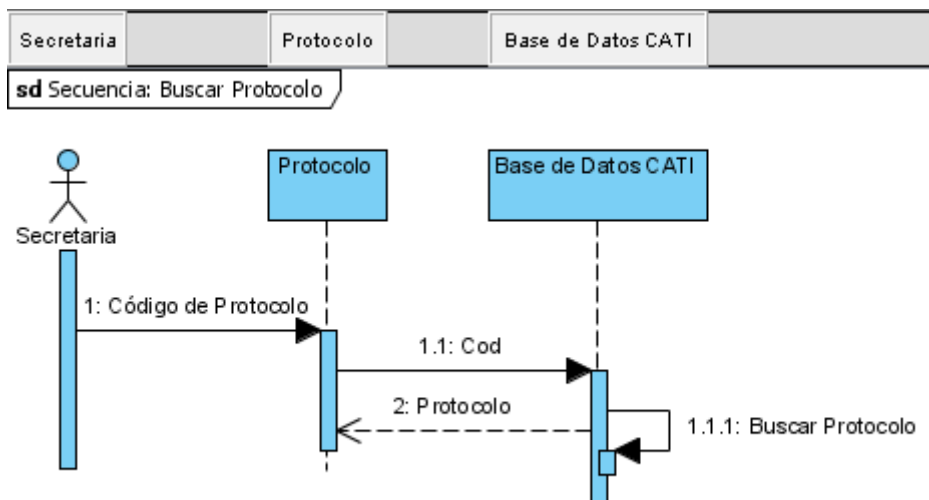 Secretaria
Protocolo
Base de Datos CATI
sd Secuencia: Buscar Protocolo
Protocolo
Base de Datos CATI
Secretaria
1: Código de Protocolo
1.1: Cod
2: Protocolo
1.1.1: Buscar Protocolo